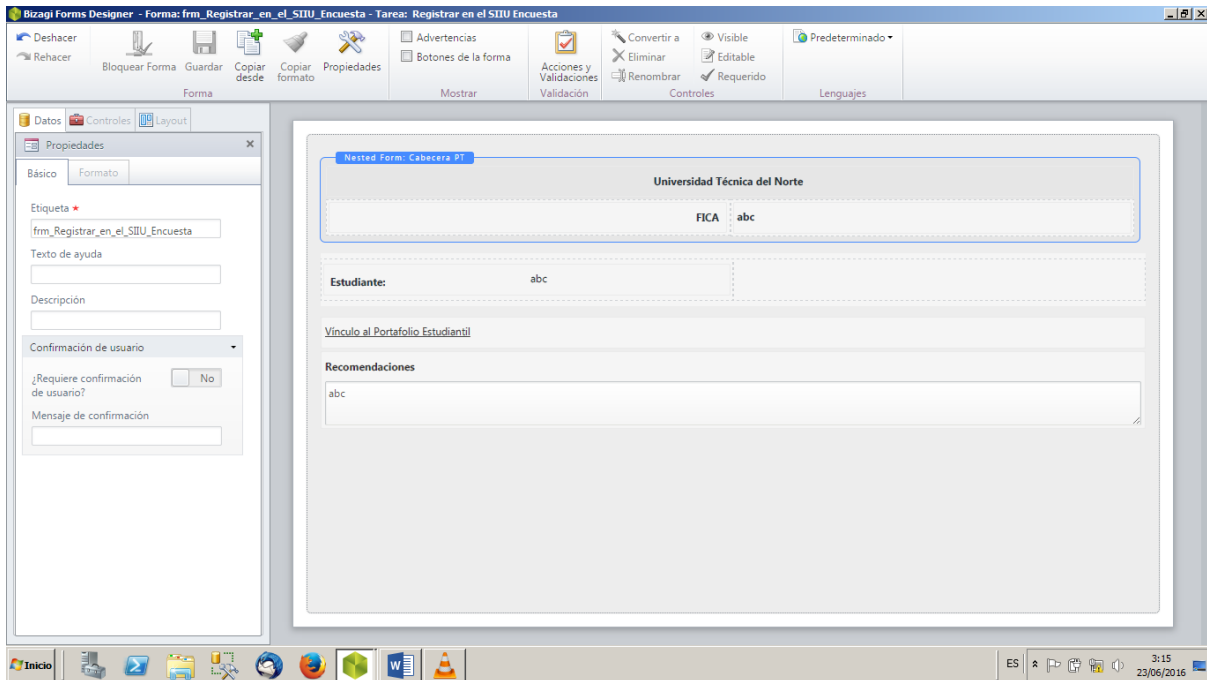 Bizagi Forms Designer - Forma: frm_Registrar_en_el_SIIU_Encuesta - Tarea: Registrar en el SIIU Encuesta
Deshacer
Rehacer
Bloquear Forma
Guardar
Copiar desde
Copiar formato
Propiedades
Forma
Advertencias
Botones de la forma
Mostrar
Acciones y Validaciones
Validación
Convertir a
Eliminar
Renombrar
Visible
Editable
Requerido
Controles
Predeterminado
Lenguajes
Datos
Controles
Layout
Propiedades
Básico
Formato
Etiqueta *
frm_Registrar_en_el_SIIU_Encuesta
Texto de ayuda
Descripción
Confirmación de usuario
¿Requiere confirmación
de usuario?
No
Mensaje de confirmación
Nested Form: Cabecera PT
Universidad Técnica del Norte
FICA abc
Estudiante: abc
Vínculo al Portafolio Estudiantil
Recomendaciones
abc
Inicio
ES
3:15
23/06/2016